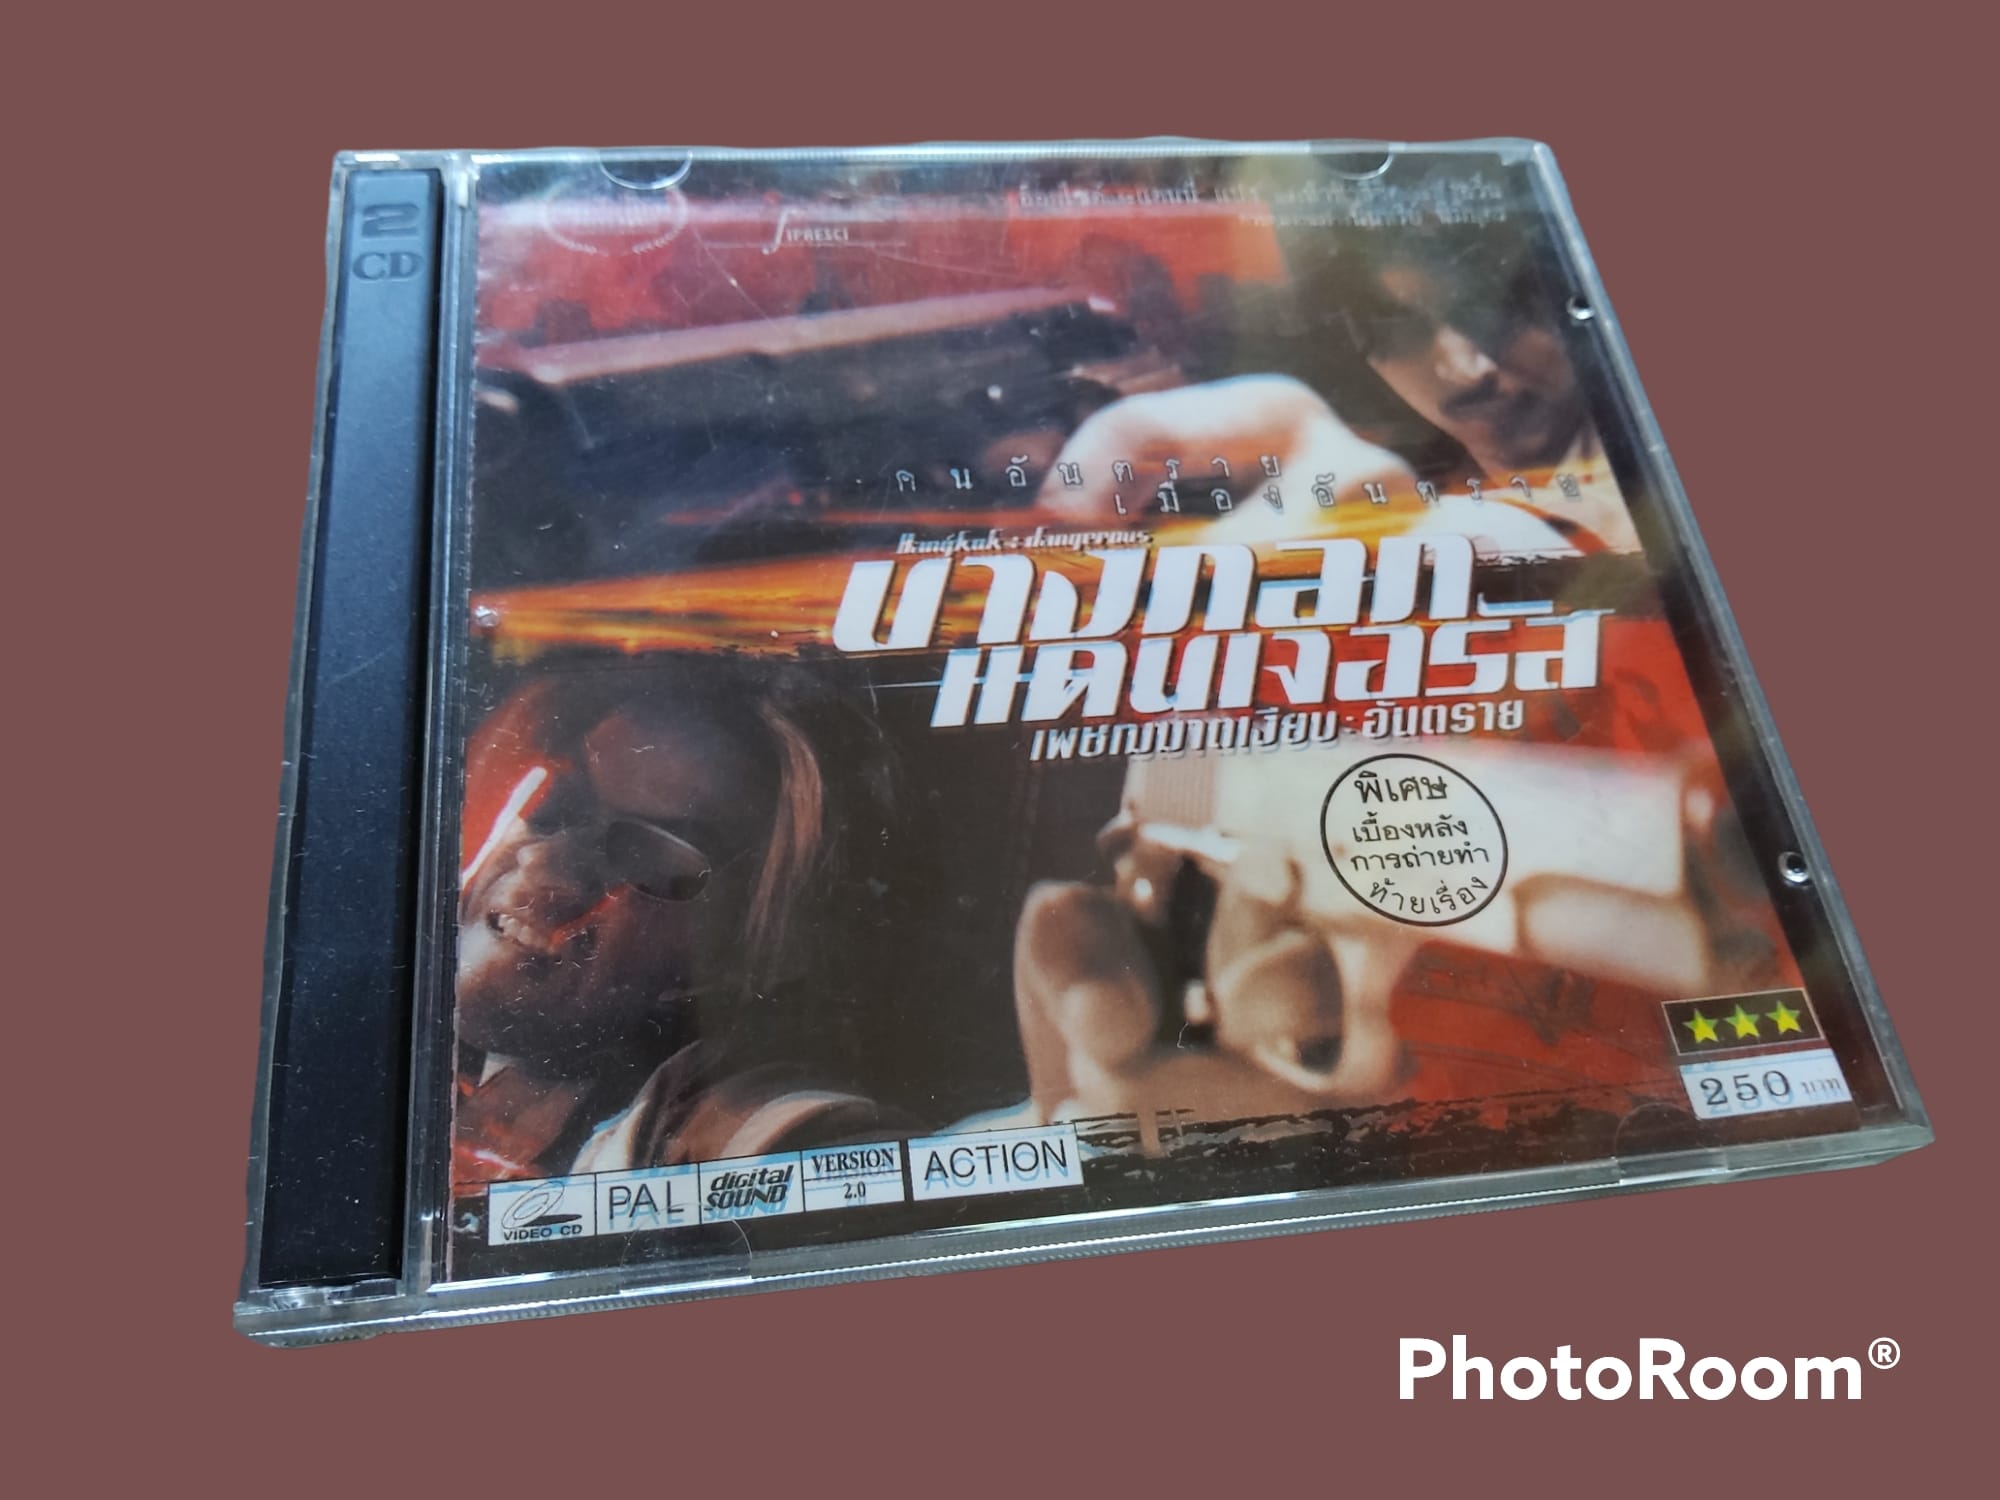 2
CD
FIPRESCI
คนอันตราย
เมืองอันตราย
Bangkok : dangerous
บางกอก
แดนเจอรัส
เพชฌฆาตเงียบ : อันตราย
พิเศษ
เบื้องหลัง
การถ่ายทำ
ท้ายเรื่อง
250 บาท
VIDEO CD
PAL
digital
SOUND
VERSION
2.0
ACTION
PhotoRoom®